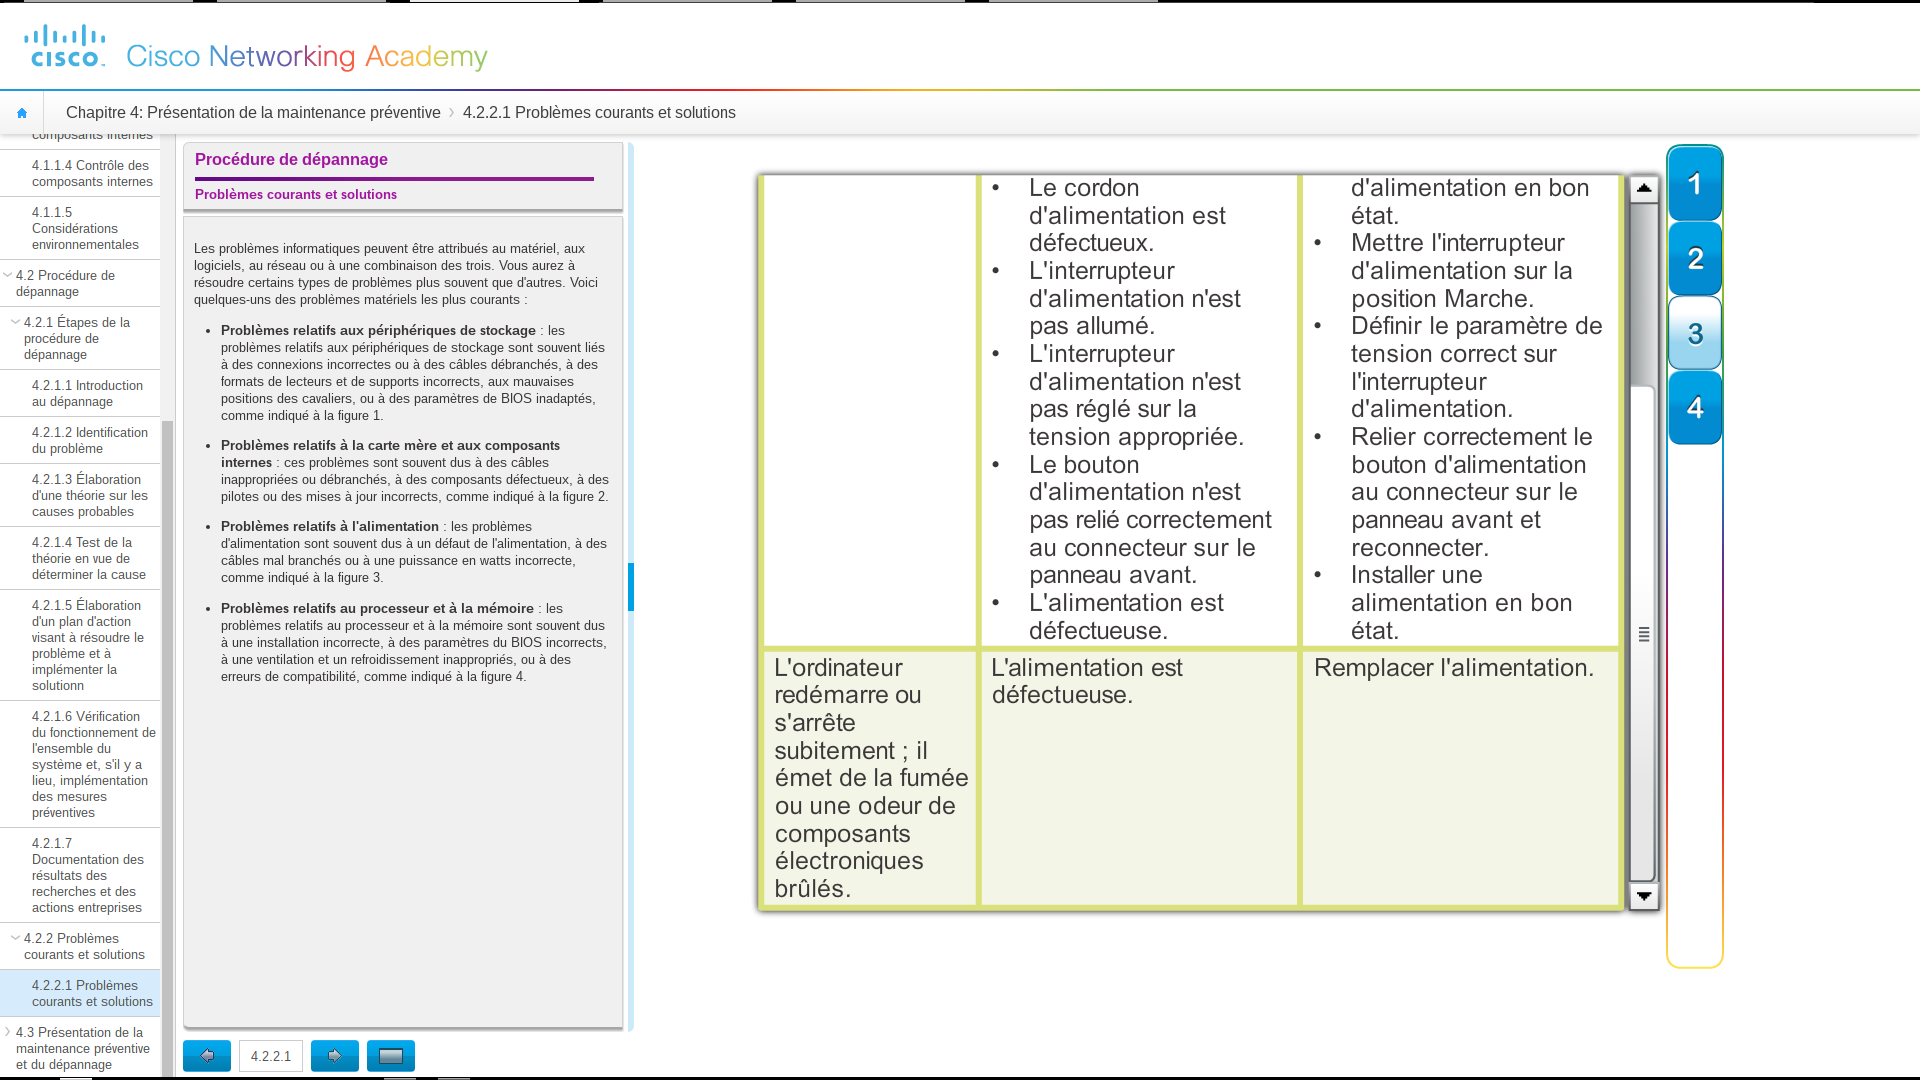 cisco
Cisco Networking Academy
Chapitre 4: Présentation de la maintenance préventive
4.2.2.1 Problèmes courants et solutions
composants internes
4.1.1.4 Contrôle des
composants internes
4.1.1.5
Considérations
environnementales
4.2 Procédure de
dépannage
4.2.1 Étapes de la
procédure de
dépannage
4.2.1.1 Introduction
au dépannage
4.2.1.2 Identification
du problème
4.2.1.3 Élaboration
d'une théorie sur les
causes probables
4.2.1.4 Test de la
théorie en vue de
déterminer la cause
4.2.1.5 Élaboration
d'un plan d'action
visant à résoudre le
problème et à
implémenter la
solutionn
4.2.1.6 Vérification
du fonctionnement de
l'ensemble du
système et, s'il y a
lieu, implémentation
des mesures
préventives
4.2.1.7
Documentation des
résultats des
recherches et des
actions entreprises
4.2.2 Problèmes
courants et solutions
4.2.2.1 Problèmes
courants et solutions
4.3 Présentation de la
maintenance préventive
et du dépannage
Procédure de dépannage
Problèmes courants et solutions
Les problèmes informatiques peuvent être attribués au matériel, aux
logiciels, au réseau ou à une combinaison des trois. Vous aurez à
résoudre certains types de problèmes plus souvent que d'autres. Voici
quelques-uns des problèmes matériels les plus courants :
• Problèmes relatifs aux périphériques de stockage : les
problèmes relatifs aux périphériques de stockage sont souvent liés
à des connexions incorrectes ou à des câbles débranchés, à des
formats de lecteurs et de supports incorrects, aux mauvaises
positions des cavaliers, ou à des paramètres de BIOS inadaptés,
comme indiqué à la figure 1.
• Problèmes relatifs à la carte mère et aux composants
internes : ces problèmes sont souvent dus à des câbles
inappropriées ou débranchés, à des composants défectueux, à des
pilotes ou des mises à jour incorrects, comme indiqué à la figure 2.
• Problèmes relatifs à l'alimentation : les problèmes
d'alimentation sont souvent dus à un défaut de l'alimentation, à des
câbles mal branchés ou à une puissance en watts incorrecte,
comme indiqué à la figure 3.
• Problèmes relatifs au processeur et à la mémoire : les
problèmes relatifs au processeur et à la mémoire sont souvent dus
à une installation incorrecte, à des paramètres du BIOS incorrects,
à une ventilation et un refroidissement inappropriés, ou à des
erreurs de compatibilité, comme indiqué à la figure 4.
4.2.2.1
• Le cordon
d'alimentation est
défectueux.
• L'interrupteur
d'alimentation n'est
pas allumé.
• L'interrupteur
d'alimentation n'est
pas réglé sur la
tension appropriée.
• Le bouton
d'alimentation n'est
pas relié correctement
au connecteur sur le
panneau avant.
• L'alimentation est
défectueuse.
d'alimentation en bon
état.
• Mettre l'interrupteur
d'alimentation sur la
position Marche.
• Définir le paramètre de
tension correct sur
l'interrupteur
d'alimentation.
• Relier correctement le
bouton d'alimentation
au connecteur sur le
panneau avant et
reconnecter.
• Installer une
alimentation en bon
état.
L'ordinateur
redémarre ou
s'arrête
subitement ; il
émet de la fumée
ou une odeur de
composants
électroniques
brûlés.
L'alimentation est
défectueuse.
Remplacer l'alimentation.
1
2
3
4